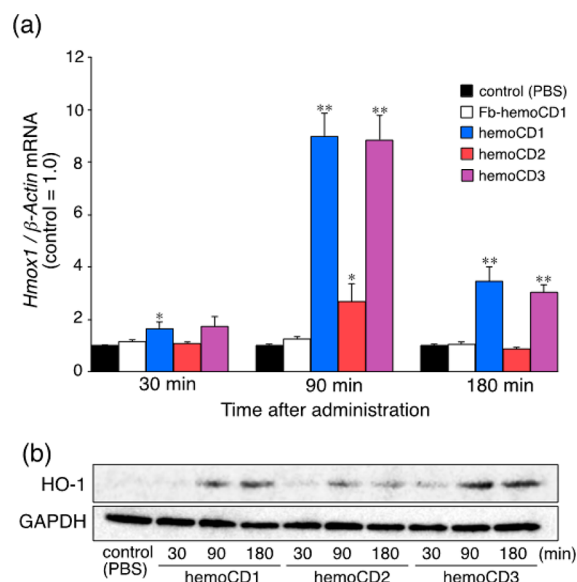 (a)
Hmox1 / β-Actin mRNA
(control = 1.0)
12
10
8
6
4
2
0
control (PBS)
Fb-hemoCD1
hemoCD1
hemoCD2
hemoCD3
*
**
*
**
**
**
30 min 90 min 180 min
Time after administration
(b)
HO-1
GAPDH
control 30 90 180 30 90 180 30 90 180 (min)
(PBS) hemoCD1 hemoCD2 hemoCD3